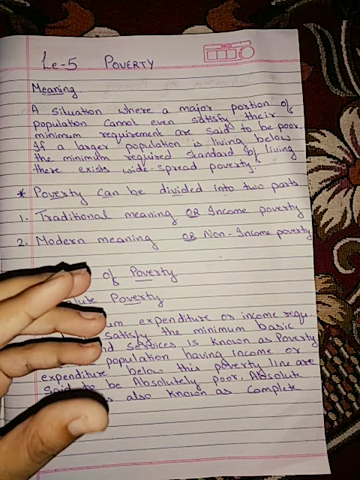 Le-5. POVERTY
Meaning
A situation where a major portion of
population cannot even satisfy their
minimum requirement are said to be poor.
If a larger population is living below
the minimum required standard of living
there exists wide-spread poverty.
* Poverty can be divided into two parts
1. Traditional meaning OR Income poverty
2. Modern meaning OR Non-Income poverty
of Poverty
Poverty
expenditure or income requ-
satisfy the minimum basic
services is known as Poverty
population having income or
expenditure below this poverty line are
said to be Absolutely poor. Absolute
also known as complete